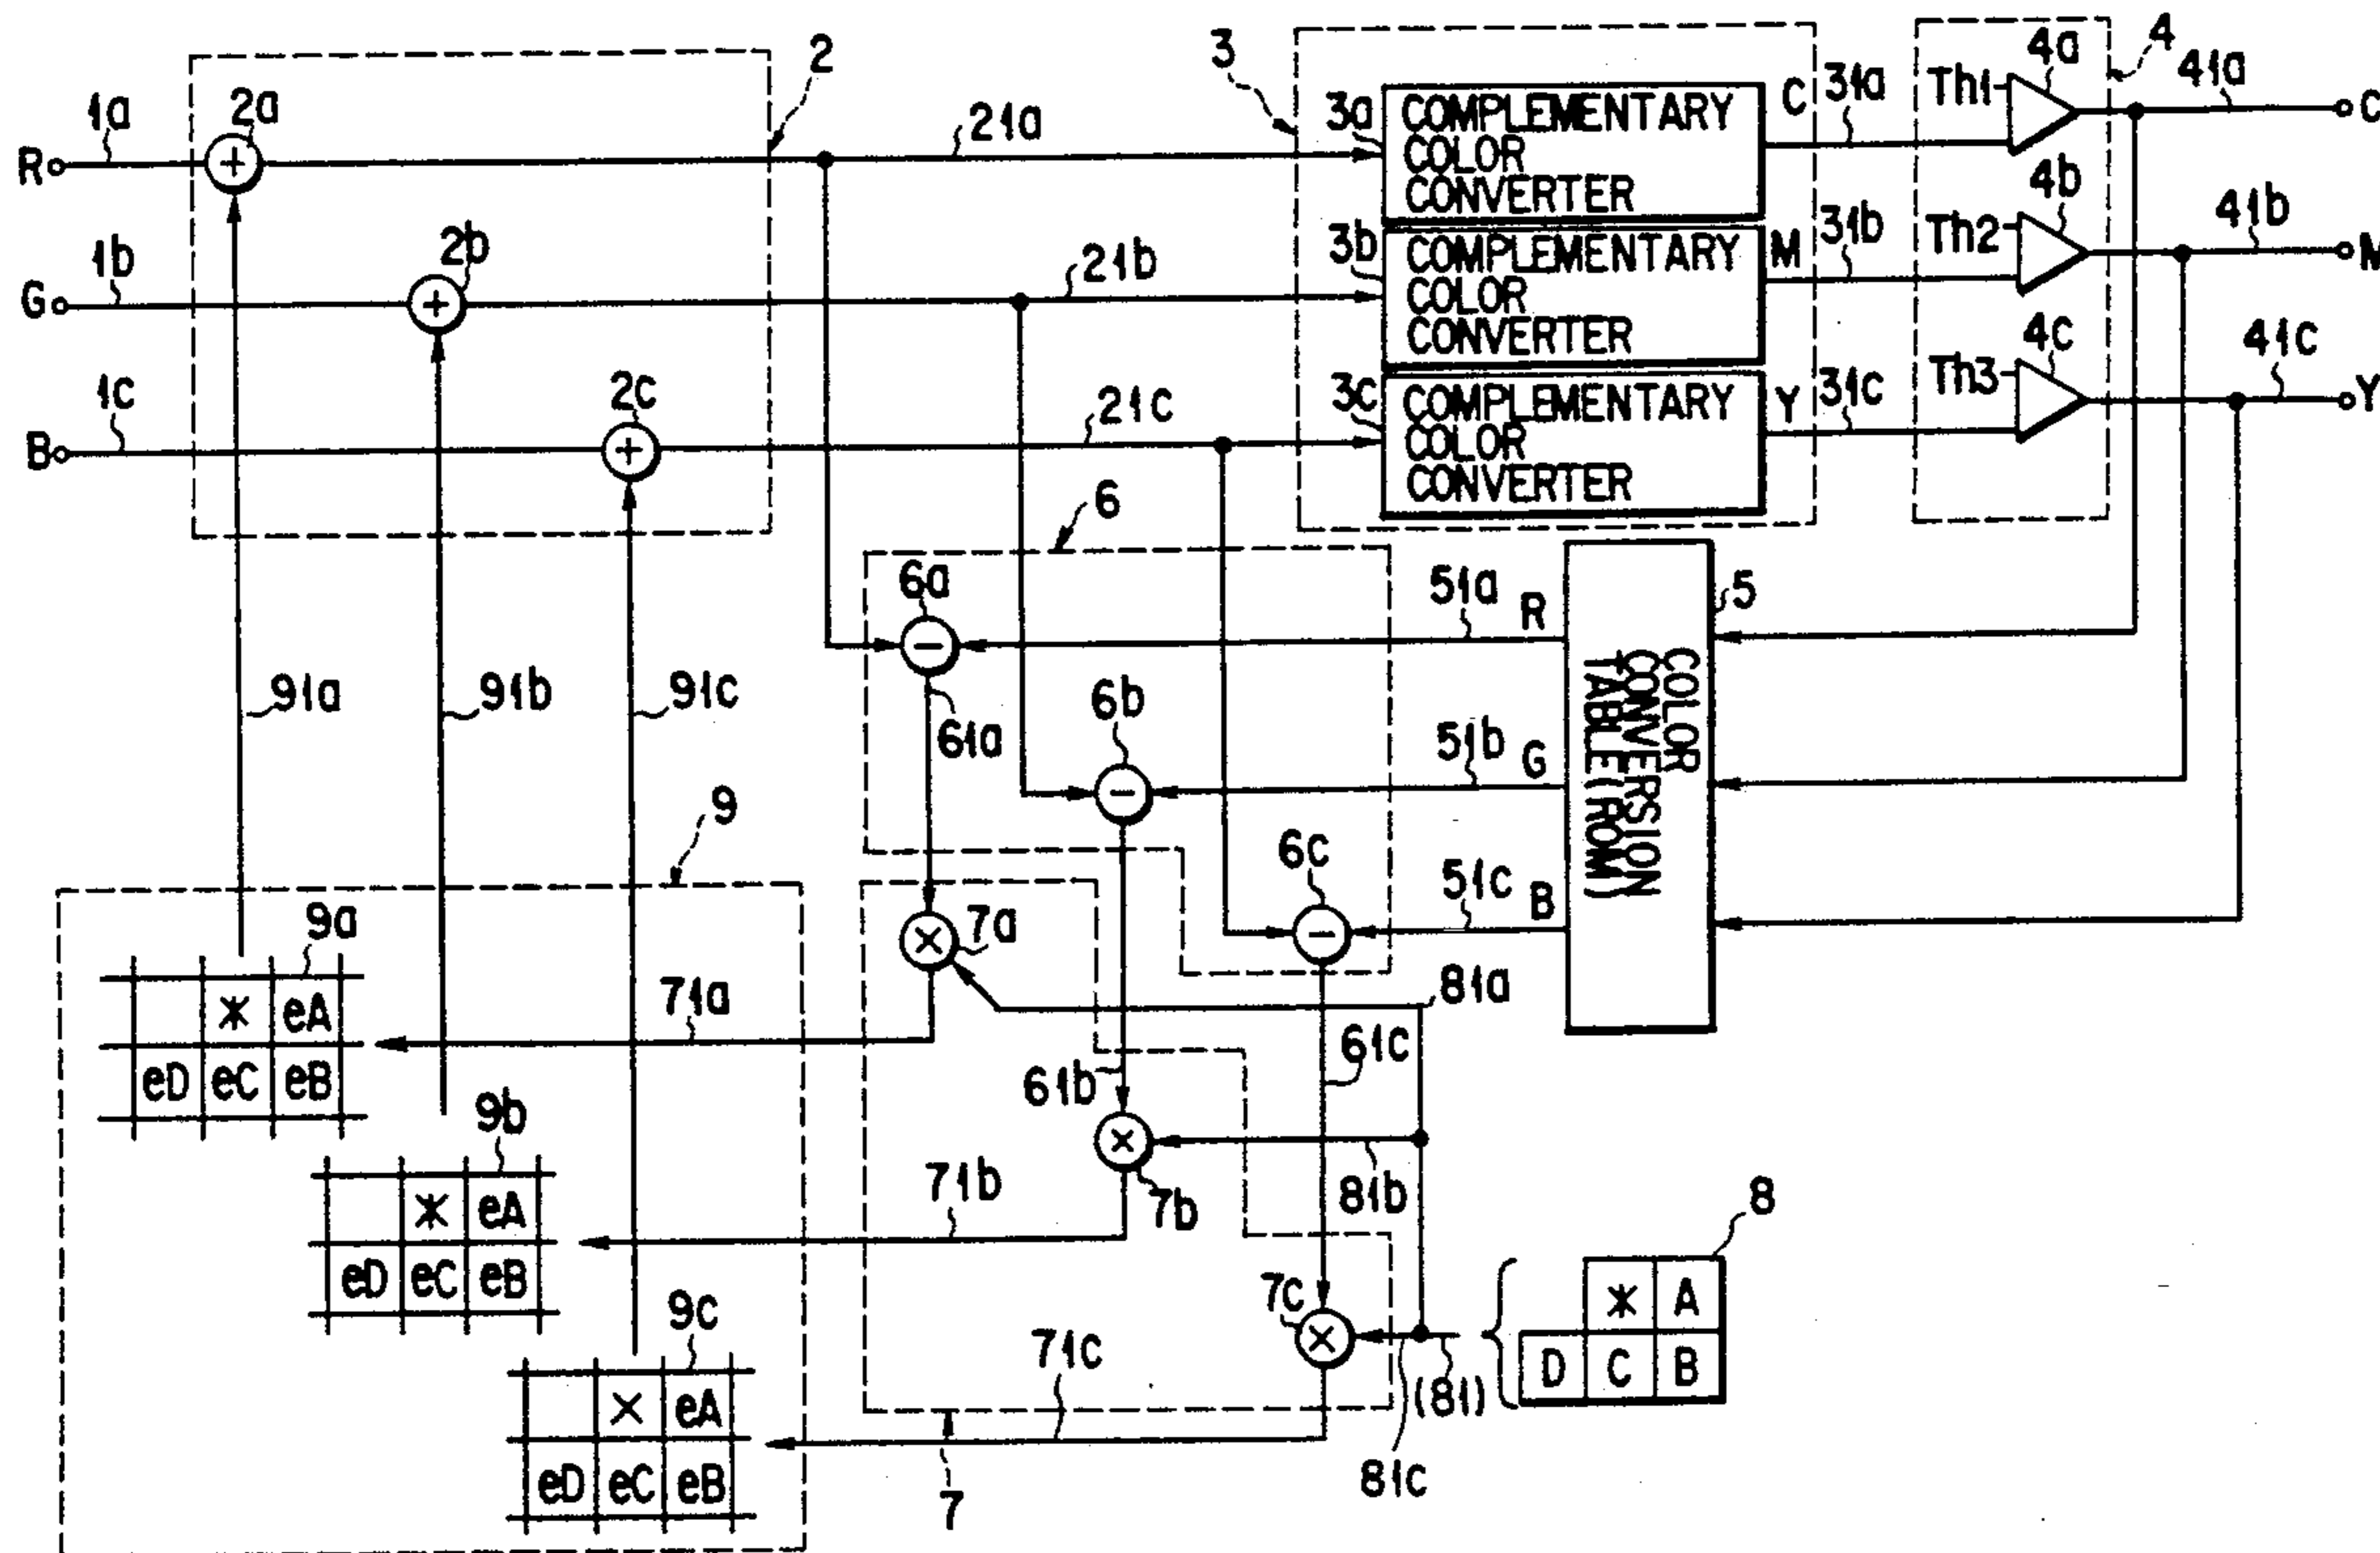 2
3
4
4a
41a
1a
2a
21a
3a
COMPLEMENTARY
COLOR
CONVERTER
C
31a
Th1
C
R
1b
2b
21b
3b
COMPLEMENTARY
COLOR
CONVERTER
M
31b
Th2
4b
41b
M
G
1c
2c
21c
3c
COMPLEMENTARY
COLOR
CONVERTER
Y
31c
Th3
4c
41c
Y
B
6
6a
51a
R
5
91a
91b
91c
61a
6b
51b
G
COLOR
CONVERSION
TABLE(ROM)
9
6c
51c
B
9a
7a
71a
81a
* eA
eD eC eB
61b
61c
9b
71b
7b
81b
8
* eA
eD eC eB
9c
71c
7c
(81)
* A
D C B
× eA
eD eC eB
81c
7